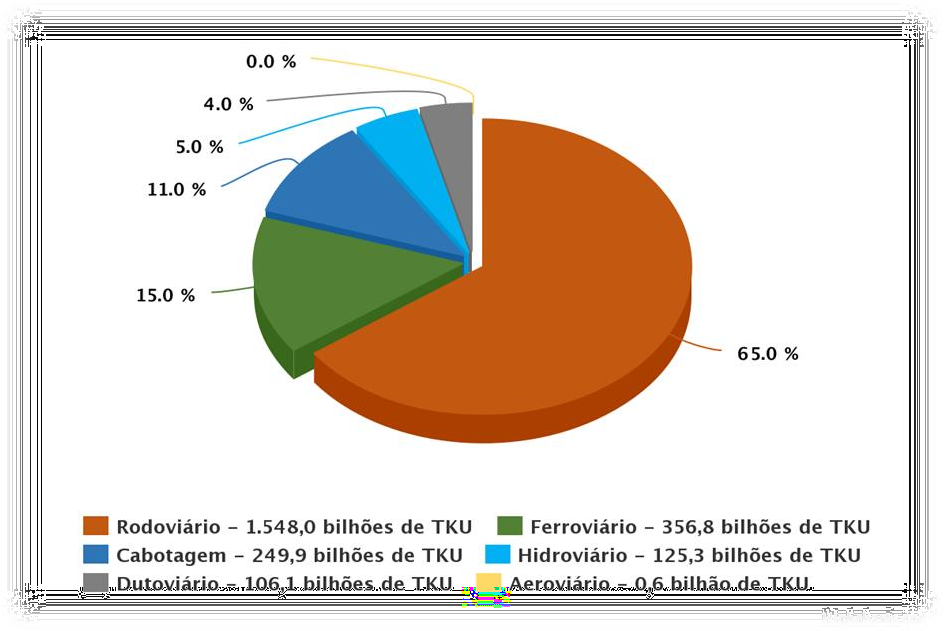 0.0 %
4.0 %
5.0 %
11.0 %
15.0 %
65.0 %
Rodoviário – 1.548,0 bilhões de TKU
Ferroviário – 356,8 bilhões de TKU
Cabotagem – 249,9 bilhões de TKU
Hidroviário – 125,3 bilhões de TKU
Dutoviário – 106,1 bilhões de TKU
Aeroviário – 0,6 bilhão de TKU